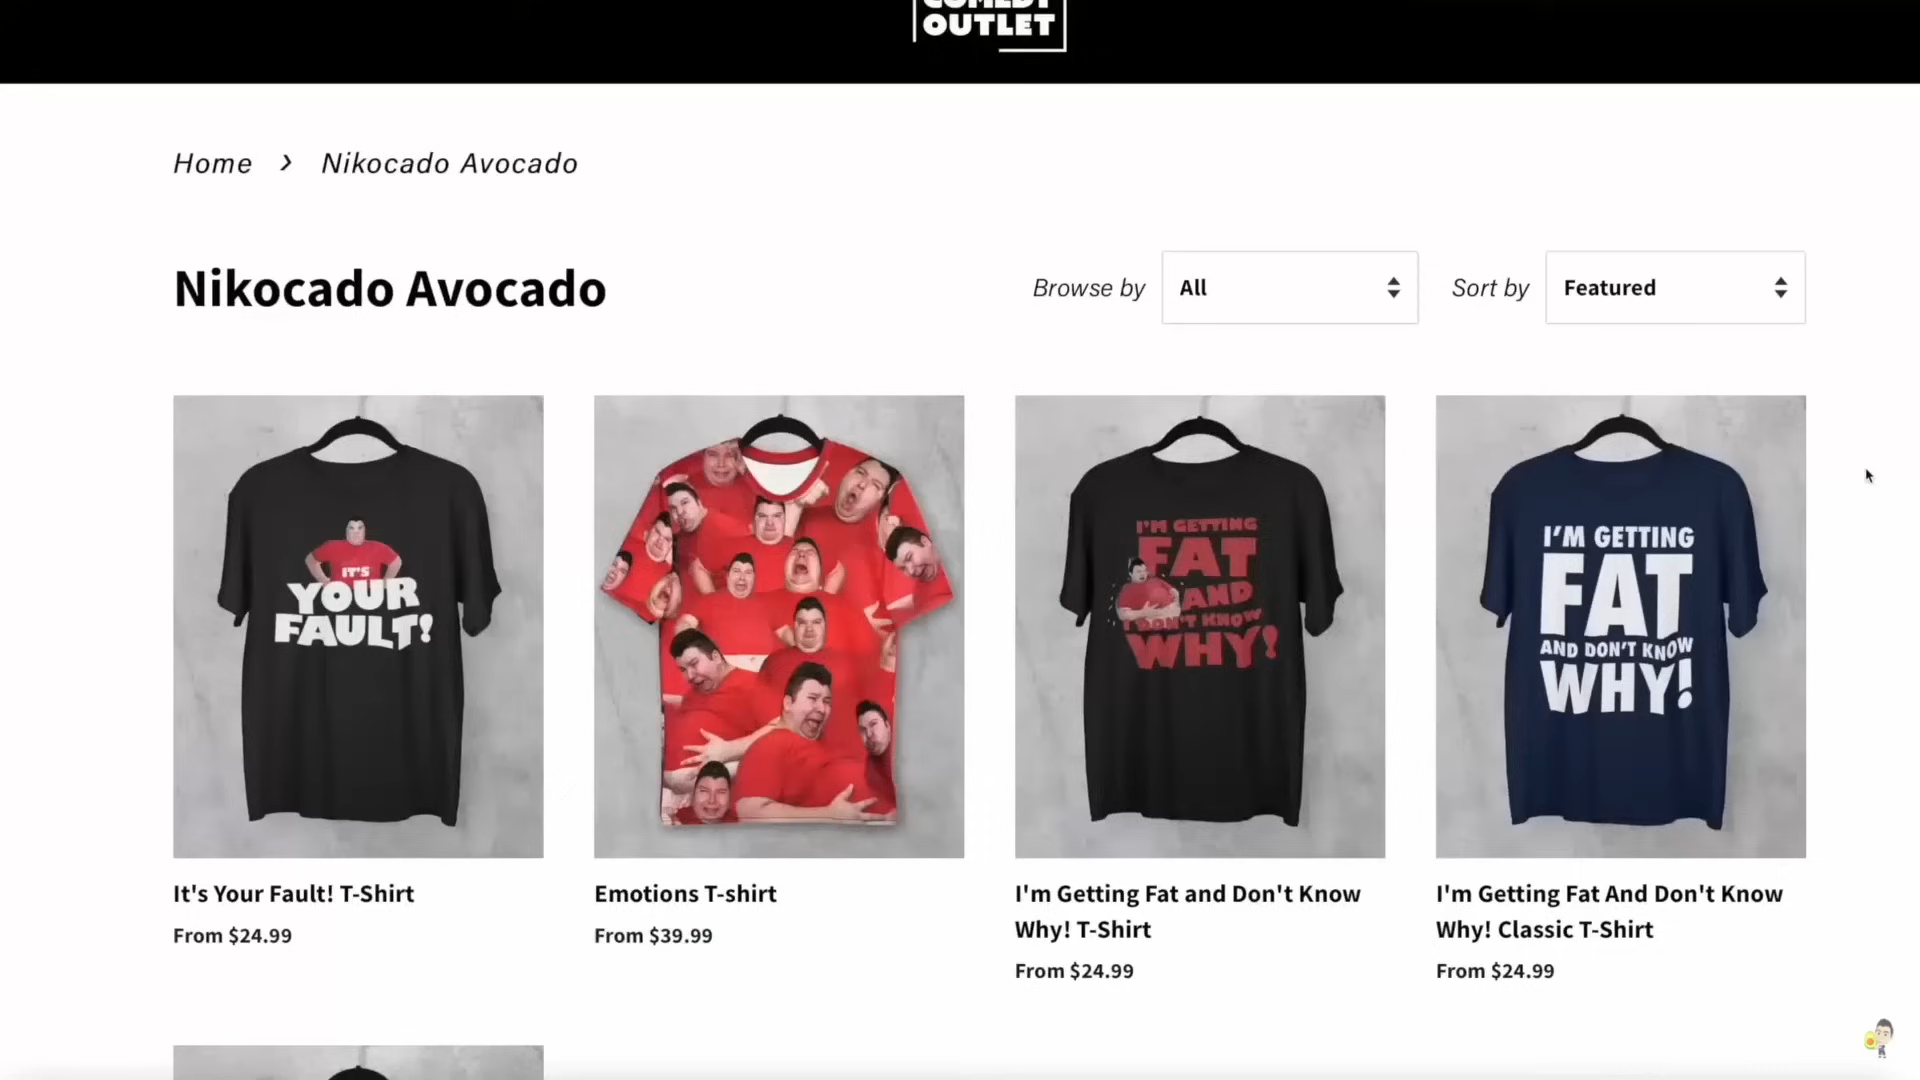 COMEDY
OUTLET
Home › Nikocado Avocado
Nikocado Avocado
Browse by
All
Sort by
Featured
IT'S
YOUR
FAULT!
I'M GETTING
FAT
AND
I DON'T KNOW
WHY!
I'M GETTING
FAT
AND DON'T KNOW
WHY!
It's Your Fault! T-Shirt
From $24.99
Emotions T-shirt
From $39.99
I'm Getting Fat and Don't Know
Why! T-Shirt
From $24.99
I'm Getting Fat And Don't Know
Why! Classic T-Shirt
From $24.99